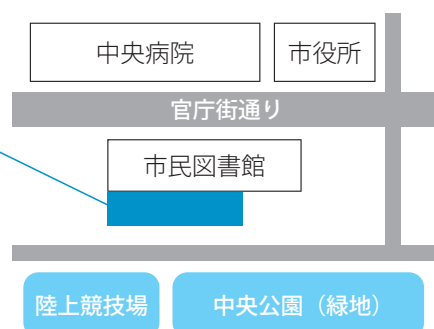 中央病院
市役所
官庁街通り
市民図書館
陸上競技場
中央公園（緑地）